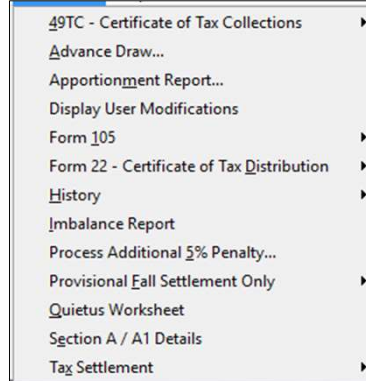 49TC - Certificate of Tax Collections
Advance Draw...
Apportionment Report...
Display User Modifications
Form 105
Form 22 - Certificate of Tax Distribution
History
Imbalance Report
Process Additional 5% Penalty...
Provisional Fall Settlement Only
Quietus Worksheet
Section A / A1 Details
Tax Settlement